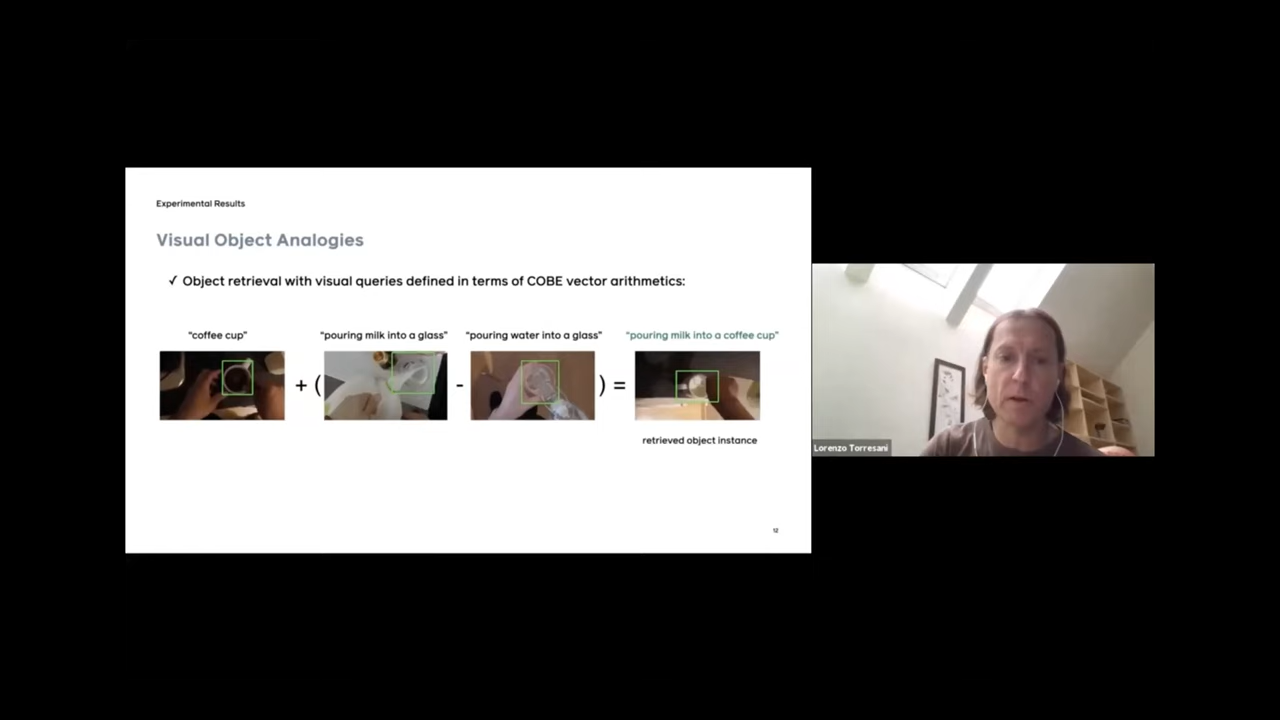 Experimental Results
Visual Object Analogies
✓ Object retrieval with visual queries defined in terms of COBE vector arithmetics:
“coffee cup” “pouring milk into a glass” “pouring water into a glass” “pouring milk into a coffee cup”
+ ( - ) =
retrieved object instance
12
Lorenzo Torresani